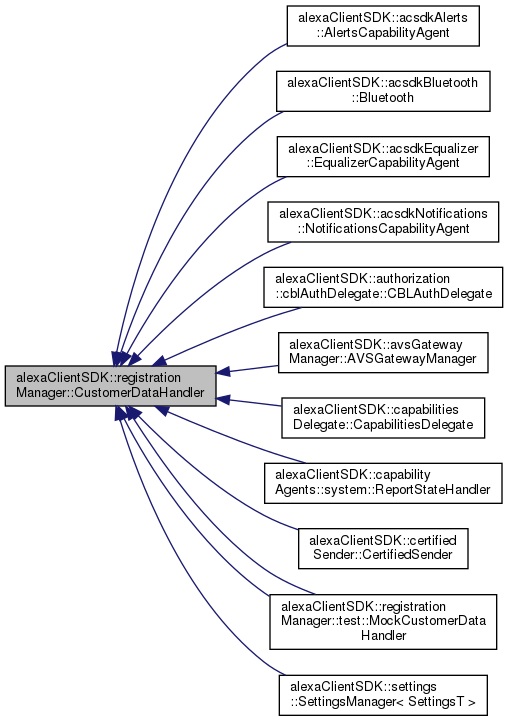 alexaClientSDK::acsdkAlerts
::AlertsCapabilityAgent
alexaClientSDK::acsdkBluetooth
::Bluetooth
alexaClientSDK::acsdkEqualizer
::EqualizerCapabilityAgent
alexaClientSDK::acsdkNotifications
::NotificationsCapabilityAgent
alexaClientSDK::authorization
::cblAuthDelegate::CBLAuthDelegate
alexaClientSDK::avsGateway
Manager::AVSGatewayManager
alexaClientSDK::registration
Manager::CustomerDataHandler
alexaClientSDK::capabilities
Delegate::CapabilitiesDelegate
alexaClientSDK::capability
Agents::system::ReportStateHandler
alexaClientSDK::certified
Sender::CertifiedSender
alexaClientSDK::registration
Manager::test::MockCustomerData
Handler
alexaClientSDK::settings
::SettingsManager< SettingsT >